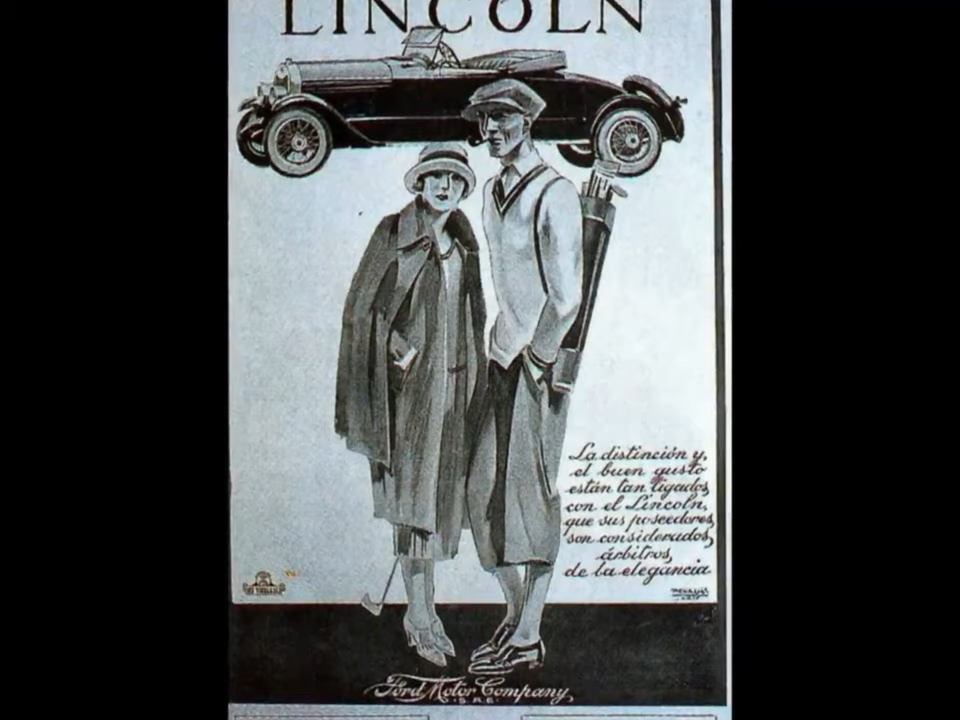 LINCOLN
La distinción y
el buen gusto
están tan ligados
con el Lincoln,
que sus poseedores
son considerados
árbitros
de la elegancia
Ford Motor Company
S.A.E.